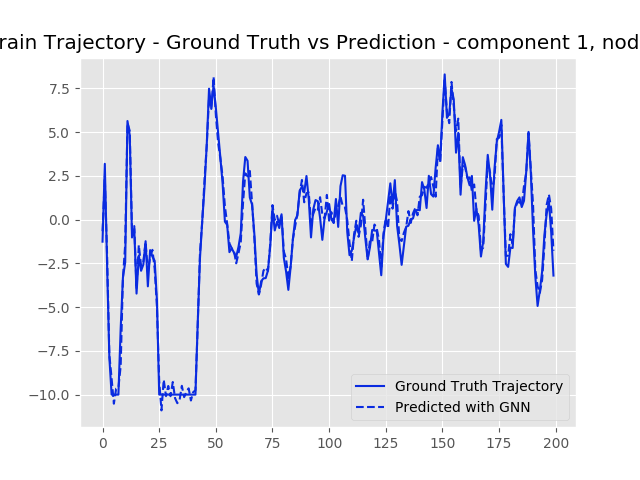 rain Trajectory - Ground Truth vs Prediction - component 1, nod
7.5
5.0
2.5
0.0
−2.5
−5.0
−7.5
−10.0
0 25 50 75 100 125 150 175 200
Ground Truth Trajectory
Predicted with GNN